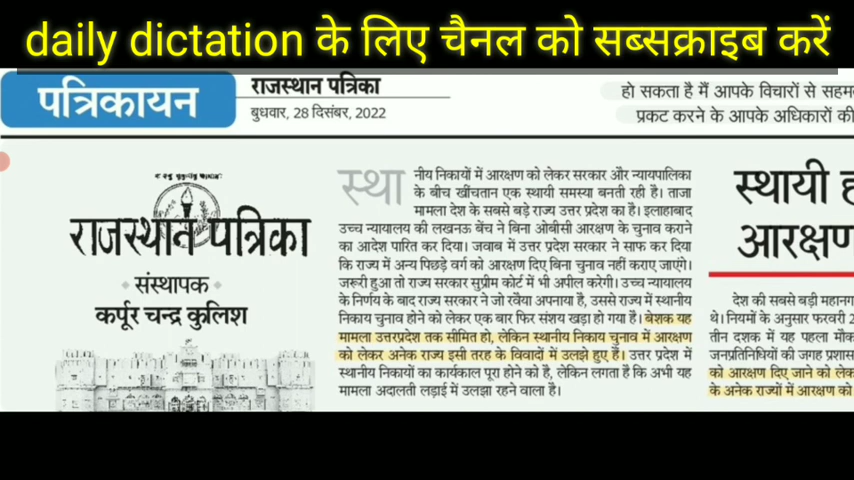 daily dictation के लिए चैनल को सब्सक्राइब करें
पत्रिकायन
राजस्थान पत्रिका
बुधवार, 28 दिसंबर, 2022
हो सकता है मैं आपके विचारों से सहम
प्रकट करने के आपके अधिकारों की
राजस्थान पत्रिका
संस्थापक
कर्पूर चन्द्र कुलिश
स्थानीय निकायों में आरक्षण को लेकर सरकार और न्यायपालिका
के बीच खींचतान एक स्थायी समस्या बनती रही है। ताजा
मामला देश के सबसे बड़े राज्य उत्तर प्रदेश का है। इलाहाबाद
उच्च न्यायालय की लखनऊ बेंच ने बिना ओबीसी आरक्षण के चुनाव कराने
का आदेश पारित कर दिया। जवाब में उत्तर प्रदेश सरकार ने साफ कर दिया
कि राज्य में अन्य पिछड़े वर्ग को आरक्षण दिए बिना चुनाव नहीं कराए जाएंगे।
जरूरी हुआ तो राज्य सरकार सुप्रीम कोर्ट में भी अपील करेगी। उच्च न्यायालय
के निर्णय के बाद राज्य सरकार ने जो रवैया अपनाया है, उससे राज्य में स्थानीय
निकाय चुनाव होने को लेकर एक बार फिर संशय खड़ा हो गया है। बेशक यह
मामला उत्तरप्रदेश तक सीमित हो, लेकिन स्थानीय निकाय चुनाव में आरक्षण
को लेकर अनेक राज्य इसी तरह के विवादों में उलझे हुए हैं। उत्तर प्रदेश में
स्थानीय निकायों का कार्यकाल पूरा होने को है, लेकिन लगता है कि अभी यह
मामला अदालती लड़ाई में उलझा रहने वाला है।
स्थायी ह
आरक्षण
देश की सबसे बड़ी महानग
थे। नियमों के अनुसार फरवरी 2
तीन दशक में यह पहला मौक
जनप्रतिनिधियों की जगह प्रशास
को आरक्षण दिए जाने को लेक
के अनेक राज्यों में आरक्षण को